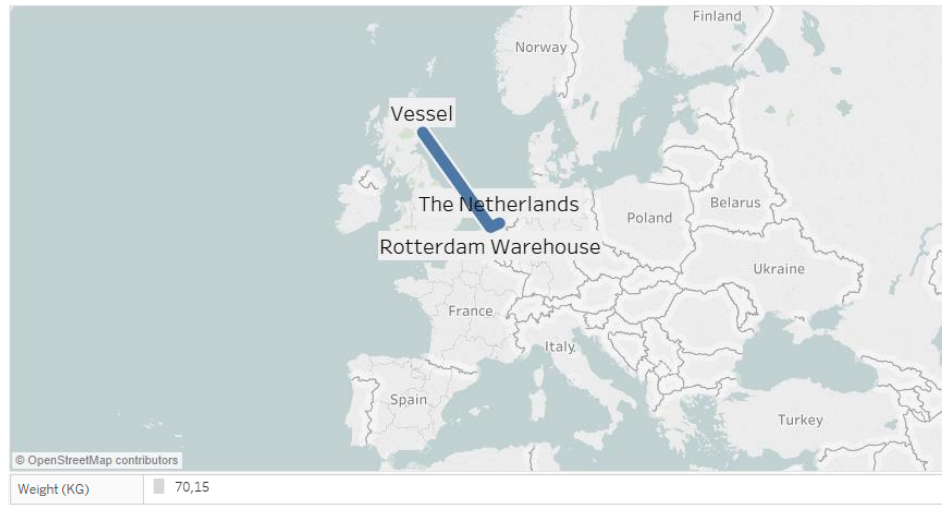 Finland
Norway
Vessel
The Netherlands
Belarus
Poland
Rotterdam Warehouse
Ukraine
France
Italy
Spain
Turkey
© OpenStreetMap contributors
Weight (KG) 70,15